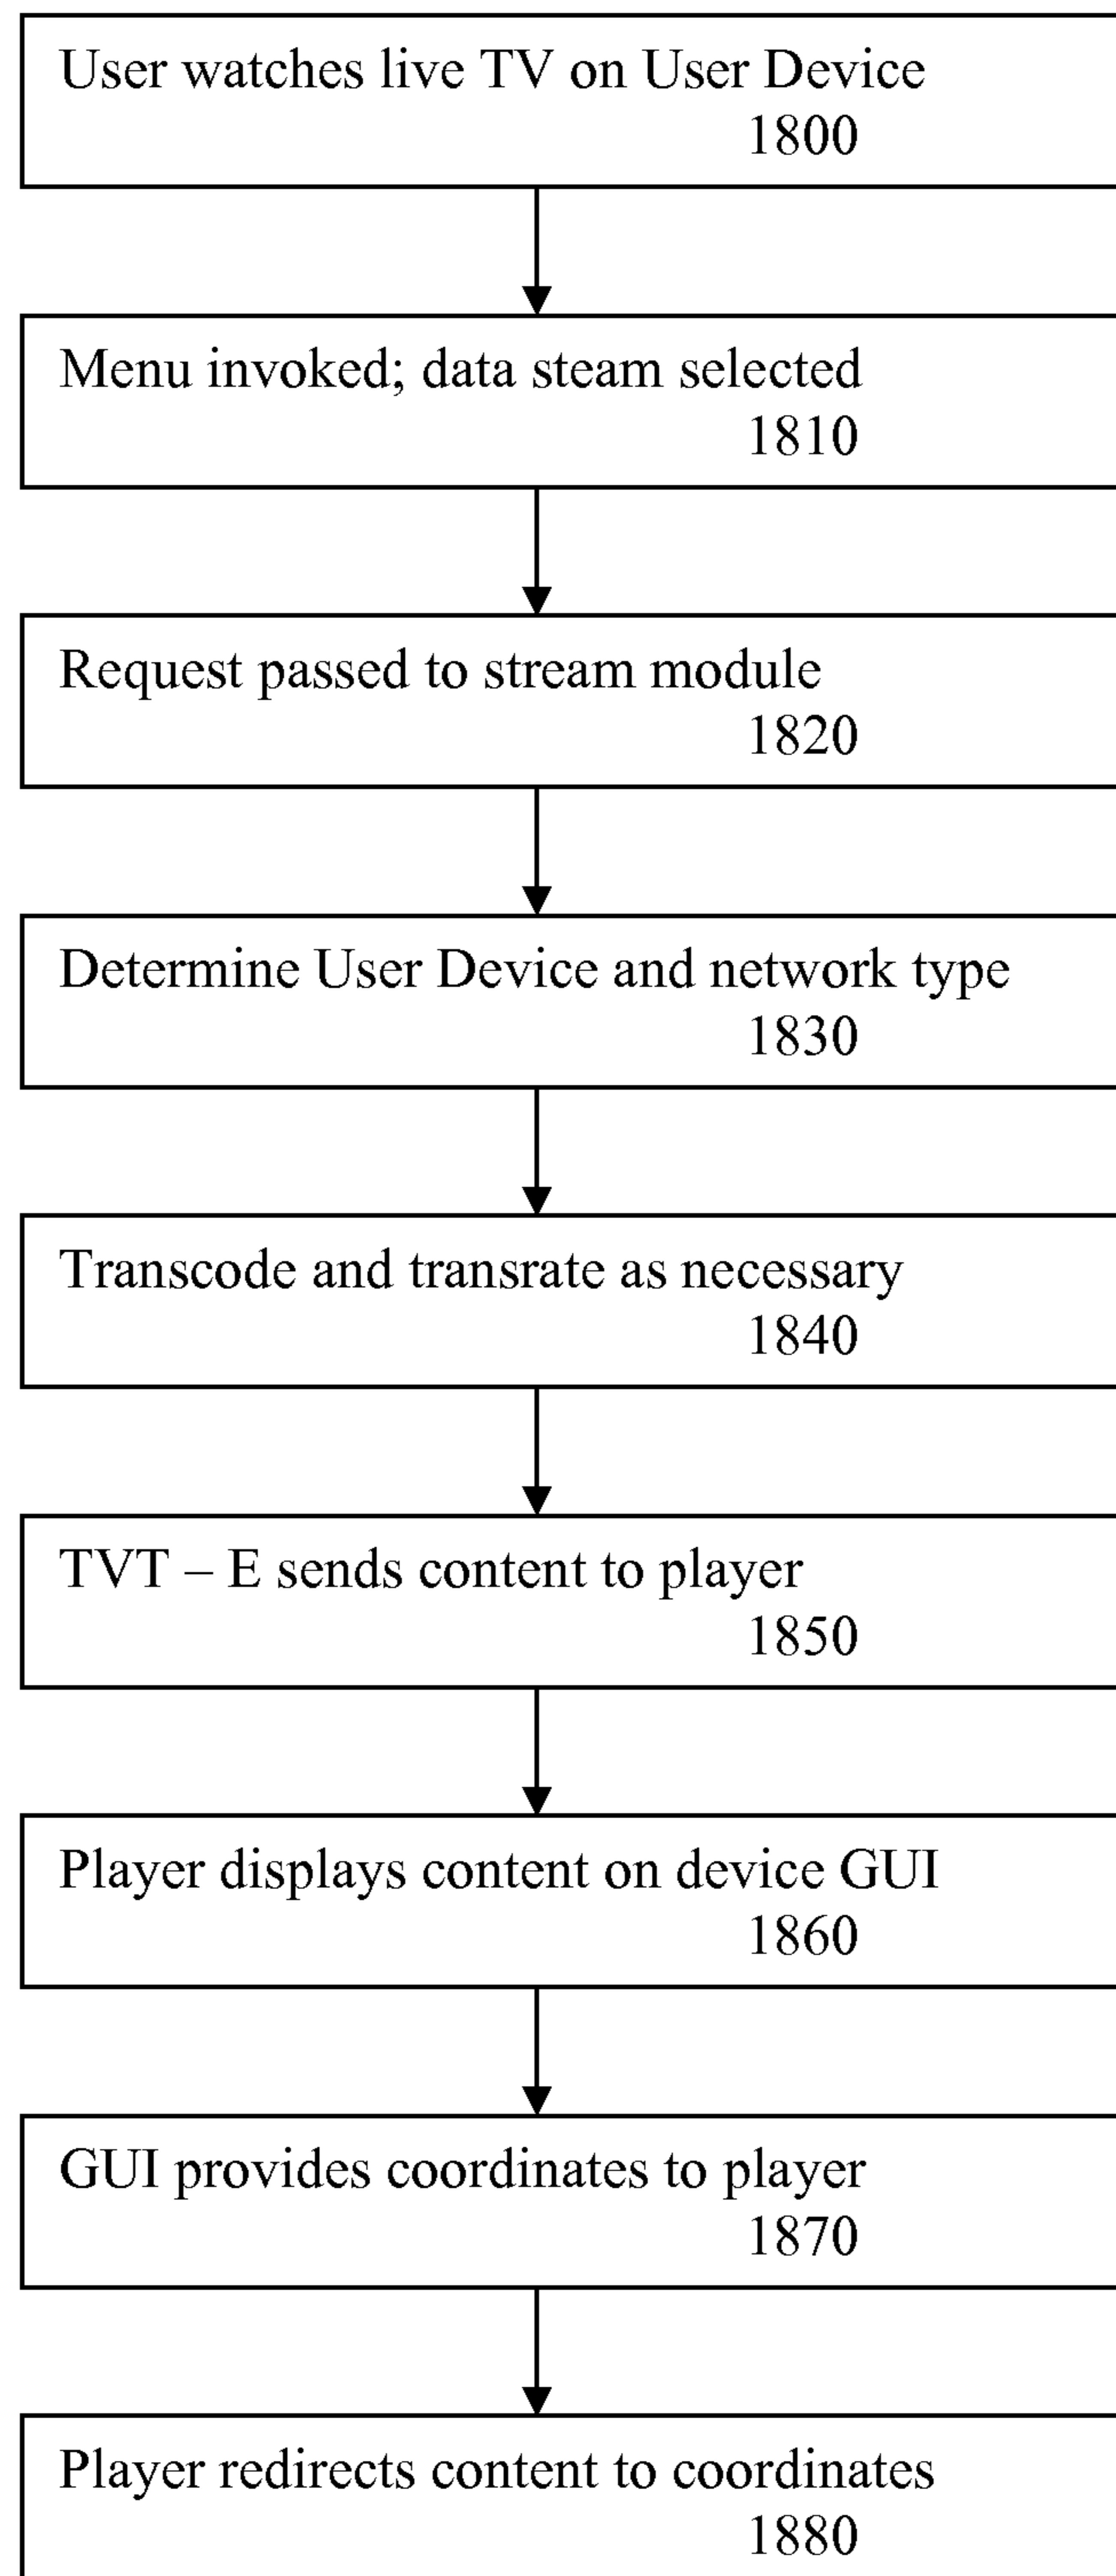 User watches live TV on User Device
1800
Menu invoked; data steam selected
1810
Request passed to stream module
1820
Determine User Device and network type
1830
Transcode and transrate as necessary
1840
TVT – E sends content to player
1850
Player displays content on device GUI
1860
GUI provides coordinates to player
1870
Player redirects content to coordinates
1880